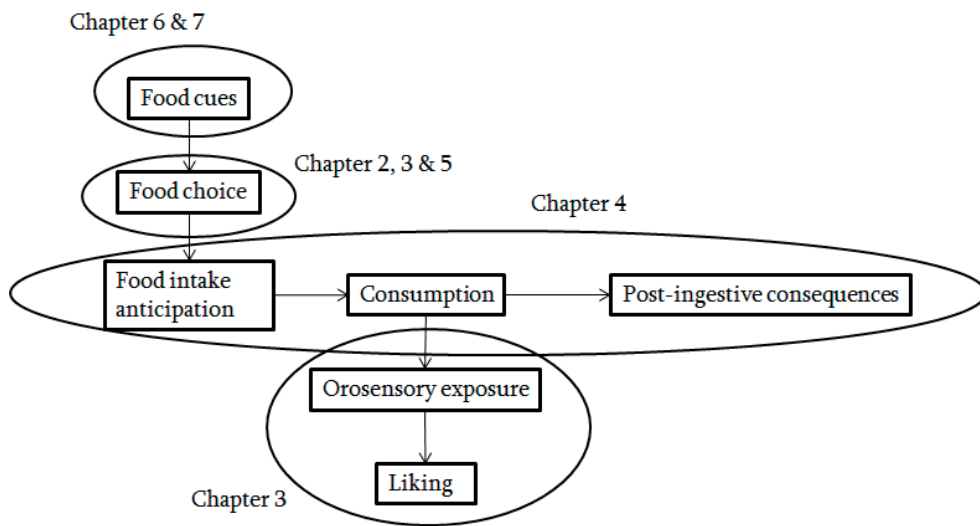 Chapter 6 & 7
Food cues
Chapter 2, 3 & 5
Food choice
Chapter 4
Food intake
anticipation
Consumption
Post-ingestive consequences
Orosensory exposure
Liking
Chapter 3